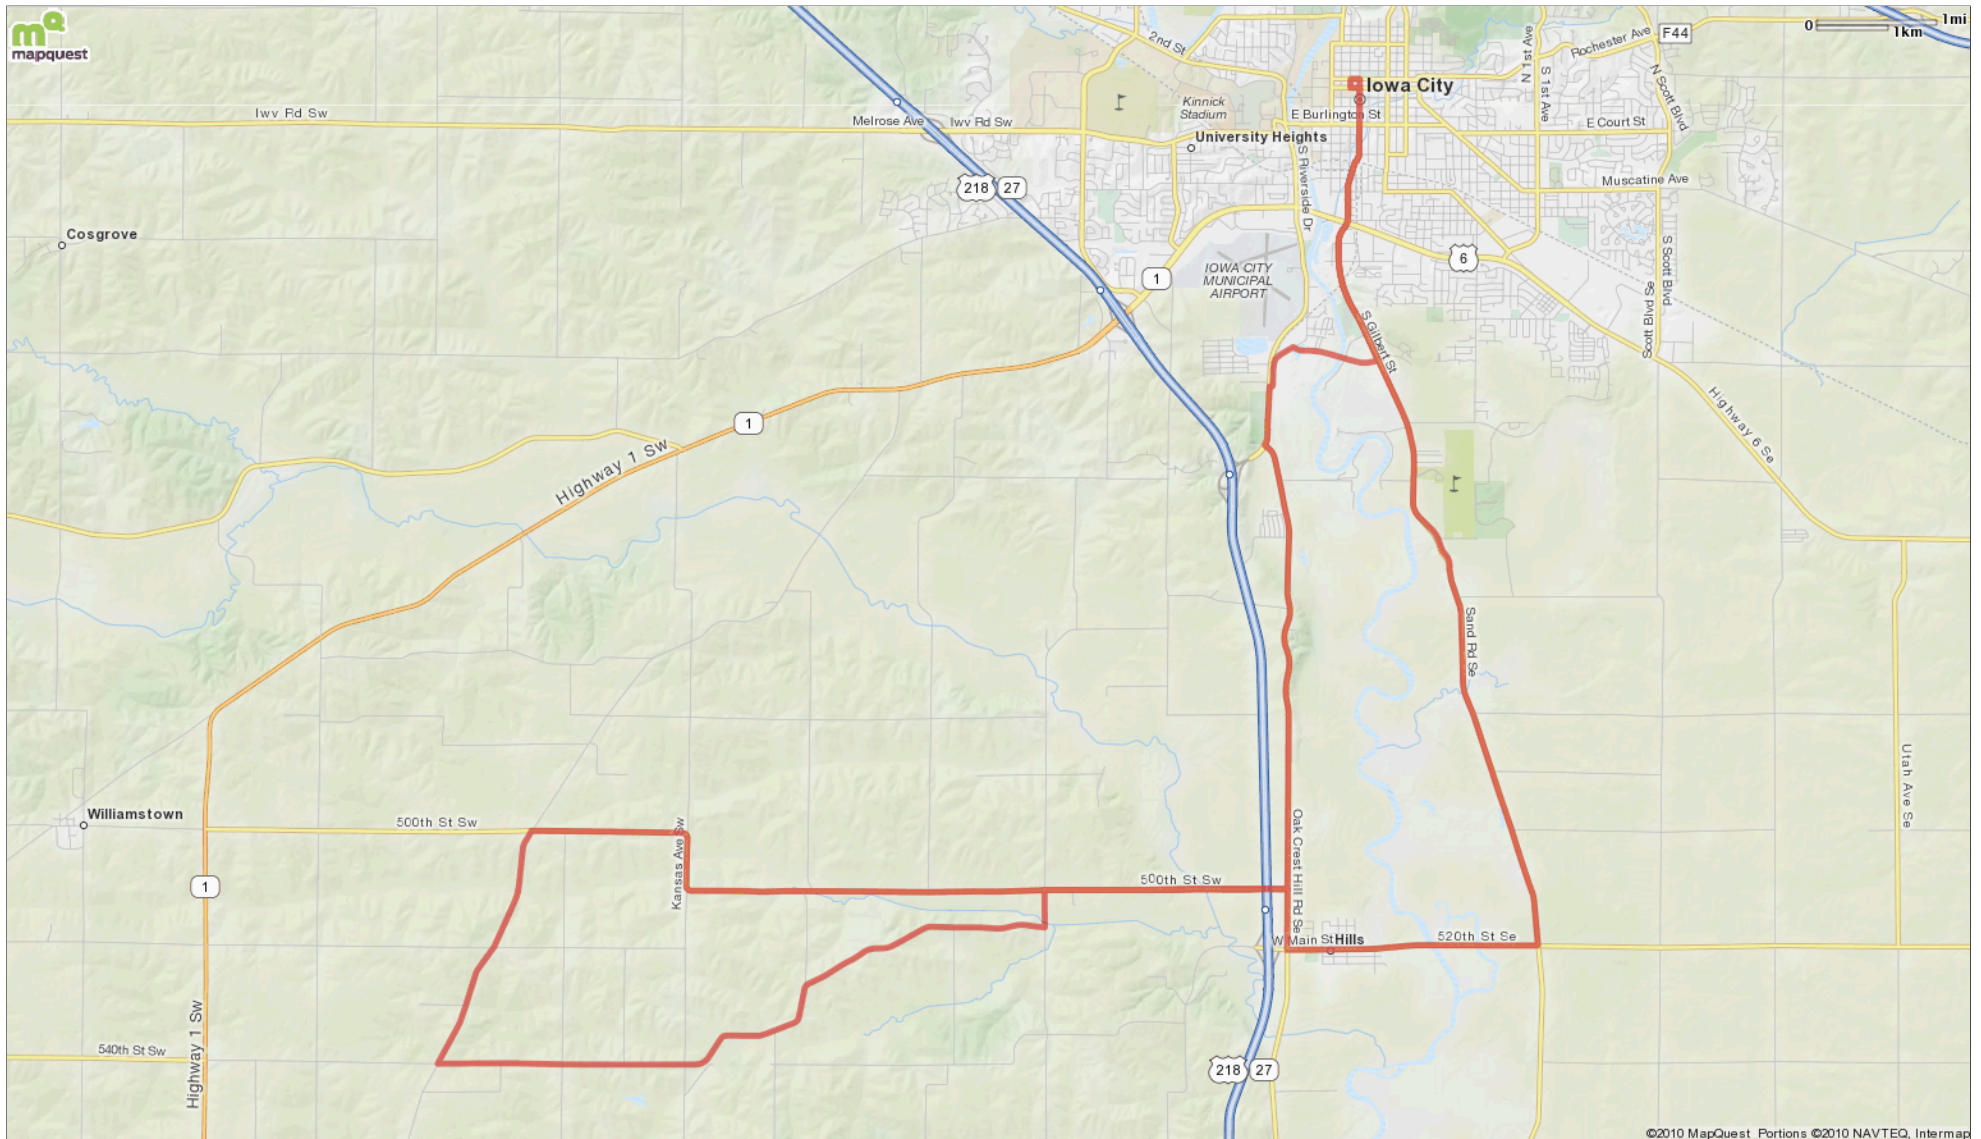 mapquest
0
1mi
1km
2nd St
N 1st Ave
S 1st Ave
Rochester Ave
F44
N Scott Blvd
Iowa City
Kinnick
Stadium
E Burlington St
E Court St
Iwv Rd Sw
Melrose Ave
Iwv Rd Sw
University Heights
S Riverside Dr
Muscatine Ave
218
27
Cosgrove
S Scott Blvd
6
1
IOWA CITY
MUNICIPAL
AIRPORT
Scott Blvd Se
S Gilbert St
Highway 6 Se
1
Highway 1 Sw
Sand Rd Se
Utah Ave Se
Williamstown
500th St Sw
Kansas Ave Sw
Oak Crest Hill Rd Se
1
500th St Sw
W Main St
Hills
520th St Se
Highway 1 Sw
540th St Sw
218
27
©2010 MapQuest Portions ©2010 NAVTEQ, Intermap